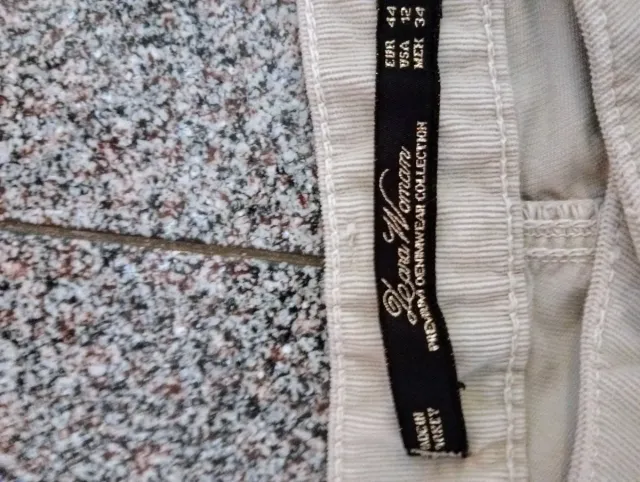 EUR 44
USA 12
MEX 34
Zara Woman
PREMIUM DENIMWEAR COLLECTION
MADE IN
TURKEY